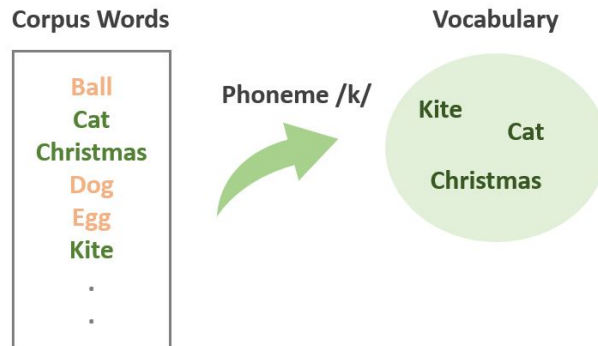 Corpus Words
Ball
Cat
Christmas
Dog
Egg
Kite
.
.
Phoneme /k/
Vocabulary
Kite
Cat
Christmas